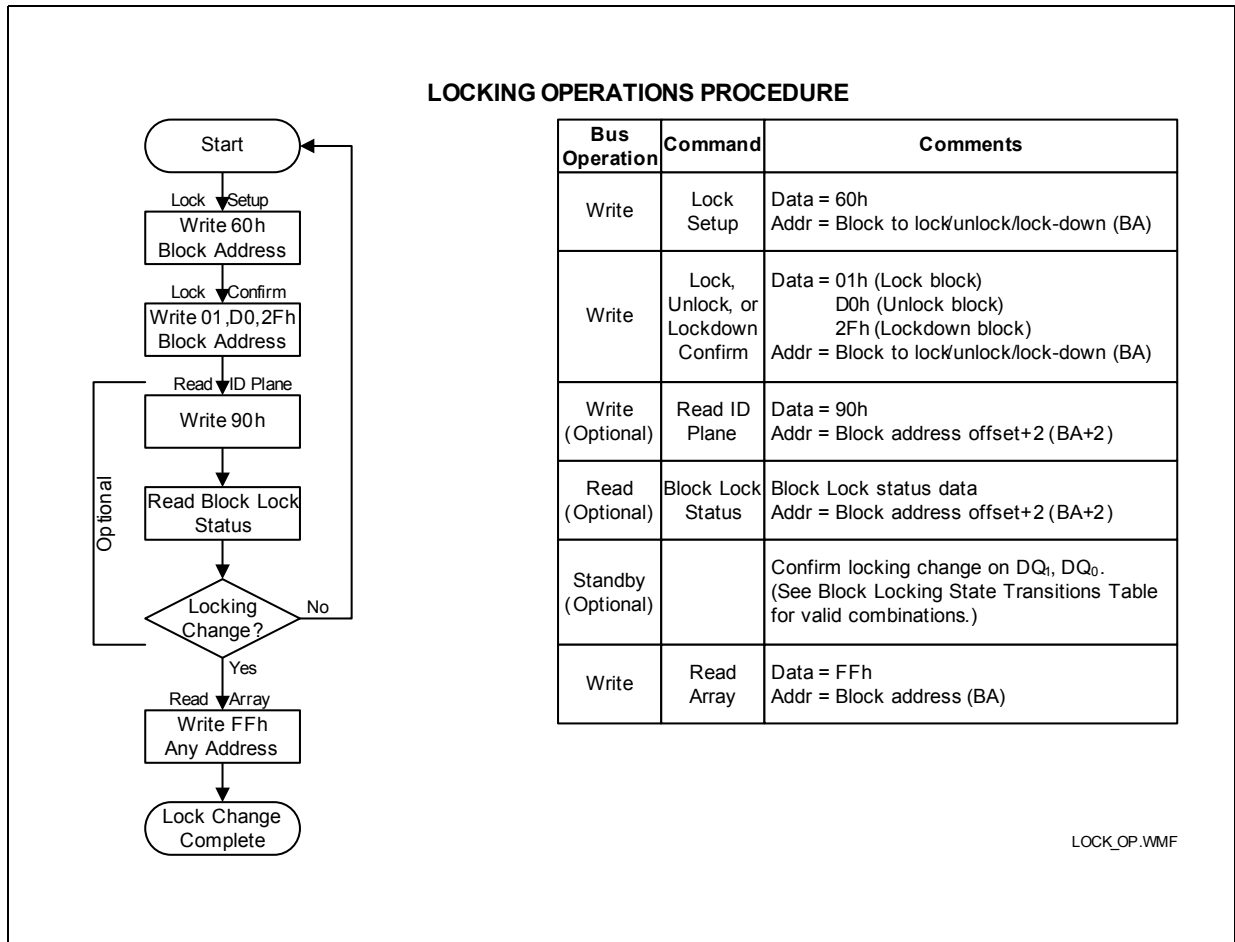 LOCKING OPERATIONS PROCEDURE
Start
Lock Setup
Write 60h
Block Address
Lock Confirm
Write 01,D0,2Fh
Block Address
Read ID Plane
Write 90h
Optional
Read Block Lock
Status
Locking
Change?
No
Yes
Read Array
Write FFh
Any Address
Lock Change
Complete
Bus
Operation
Command
Comments
Write
Lock
Setup
Data = 60h
Addr = Block to lock/unlock/lock-down (BA)
Write
Lock,
Unlock, or
Lockdown
Confirm
Data = 01h (Lock block)
D0h (Unlock block)
2Fh (Lockdown block)
Addr = Block to lock/unlock/lock-down (BA)
Write
(Optional)
Read ID
Plane
Data = 90h
Addr = Block address offset+2 (BA+2)
Read
(Optional)
Block Lock
Status
Block Lock status data
Addr = Block address offset+2 (BA+2)
Standby
(Optional)
Confirm locking change on DQ₁, DQ₀.
(See Block Locking State Transitions Table
for valid combinations.)
Write
Read
Array
Data = FFh
Addr = Block address (BA)
LOCK_OP.WMF